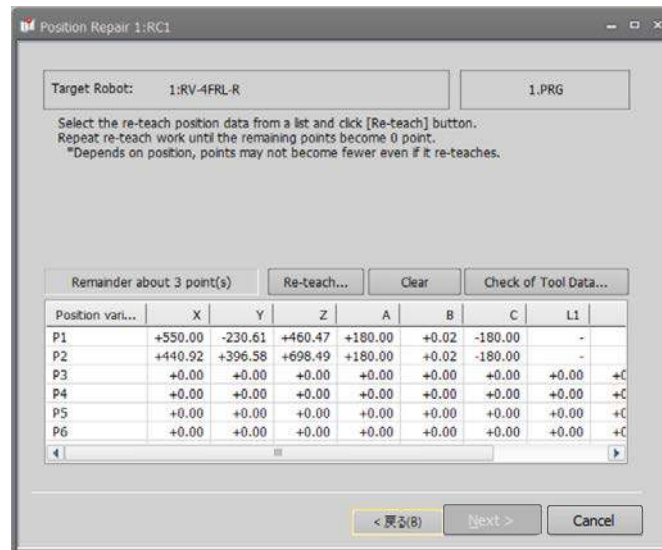 Position Repair 1:RC1
Target Robot: 1:RV-4FRL-R 1.PRG
Select the re-teach position data from a list and click [Re-teach] button.
Repeat re-teach work until the remaining points become 0 point.
*Depends on position, points may not become fewer even if it re-teaches.
Remainder about 3 point(s) Re-teach... Clear Check of Tool Data...
Position vari... X Y Z A B C L1
P1 +550.00 -230.61 +460.47 +180.00 +0.02 -180.00 -
P2 +440.92 +396.58 +698.49 +180.00 +0.02 -180.00 -
P3 +0.00 +0.00 +0.00 +0.00 +0.00 +0.00 +0.00
P4 +0.00 +0.00 +0.00 +0.00 +0.00 +0.00 +0.00
P5 +0.00 +0.00 +0.00 +0.00 +0.00 +0.00 +0.00
P6 +0.00 +0.00 +0.00 +0.00 +0.00 +0.00 +0.00
< 戻る(B) Next > Cancel